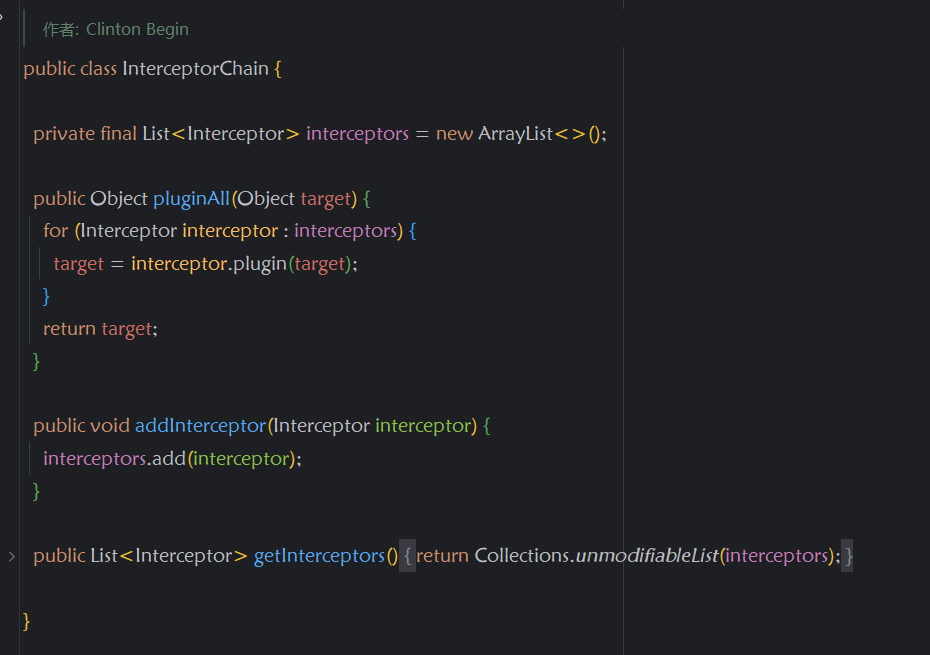 作者: Clinton Begin
public class InterceptorChain {
private final List<Interceptor> interceptors = new ArrayList<>();
public Object pluginAll(Object target) {
for (Interceptor interceptor : interceptors) {
target = interceptor.plugin(target);
}
return target;
}
public void addInterceptor(Interceptor interceptor) {
interceptors.add(interceptor);
}
public List<Interceptor> getInterceptors() { return Collections.unmodifiableList(interceptors); }
}